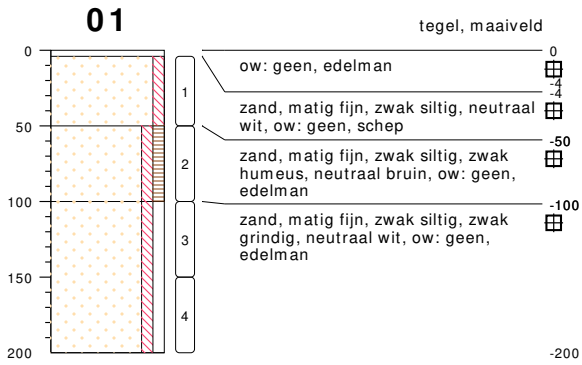 01
tegel, maaiveld
0
50
100
150
200
1
2
3
4
0
ow: geen, edelman
-4
-4
zand, matig fijn, zwak siltig, neutraal
wit, ow: geen, schep
-50
zand, matig fijn, zwak siltig, zwak
humeus, neutraal bruin, ow: geen,
edelman
-100
zand, matig fijn, zwak siltig, zwak
grindig, neutraal wit, ow: geen,
edelman
-200